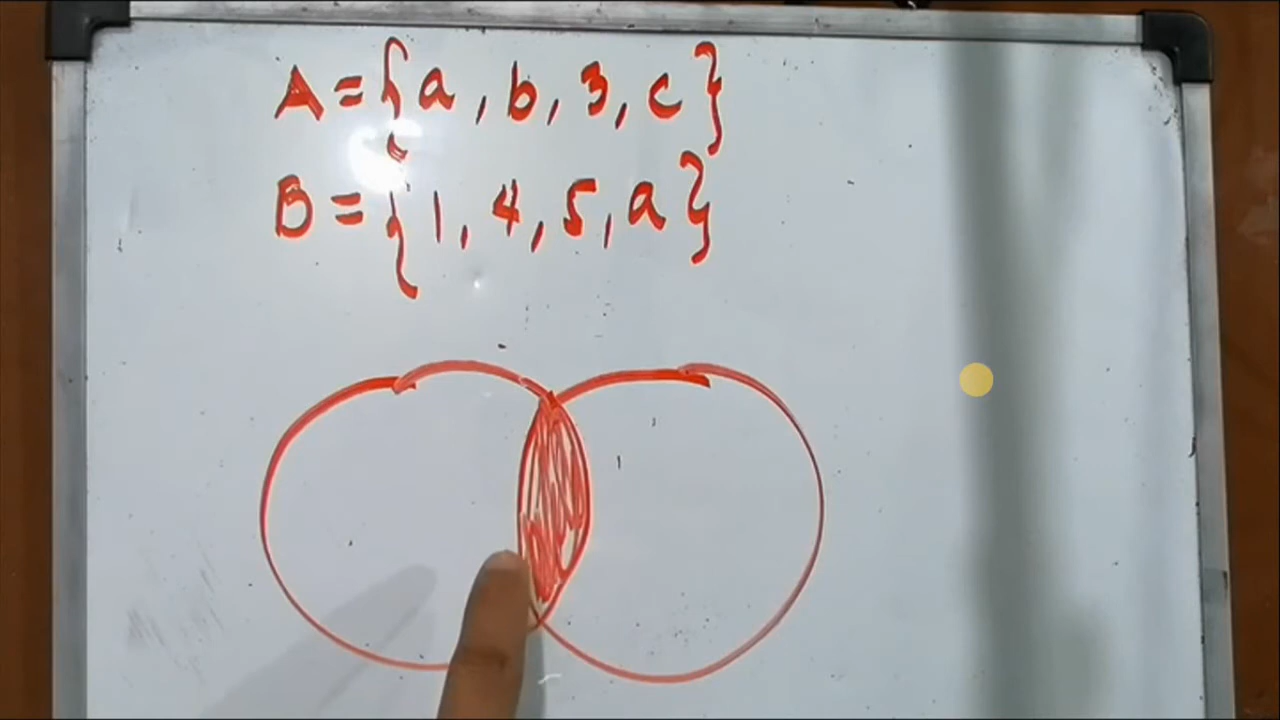 A={a, b, 3, c}
B={1, 4, 5, a}